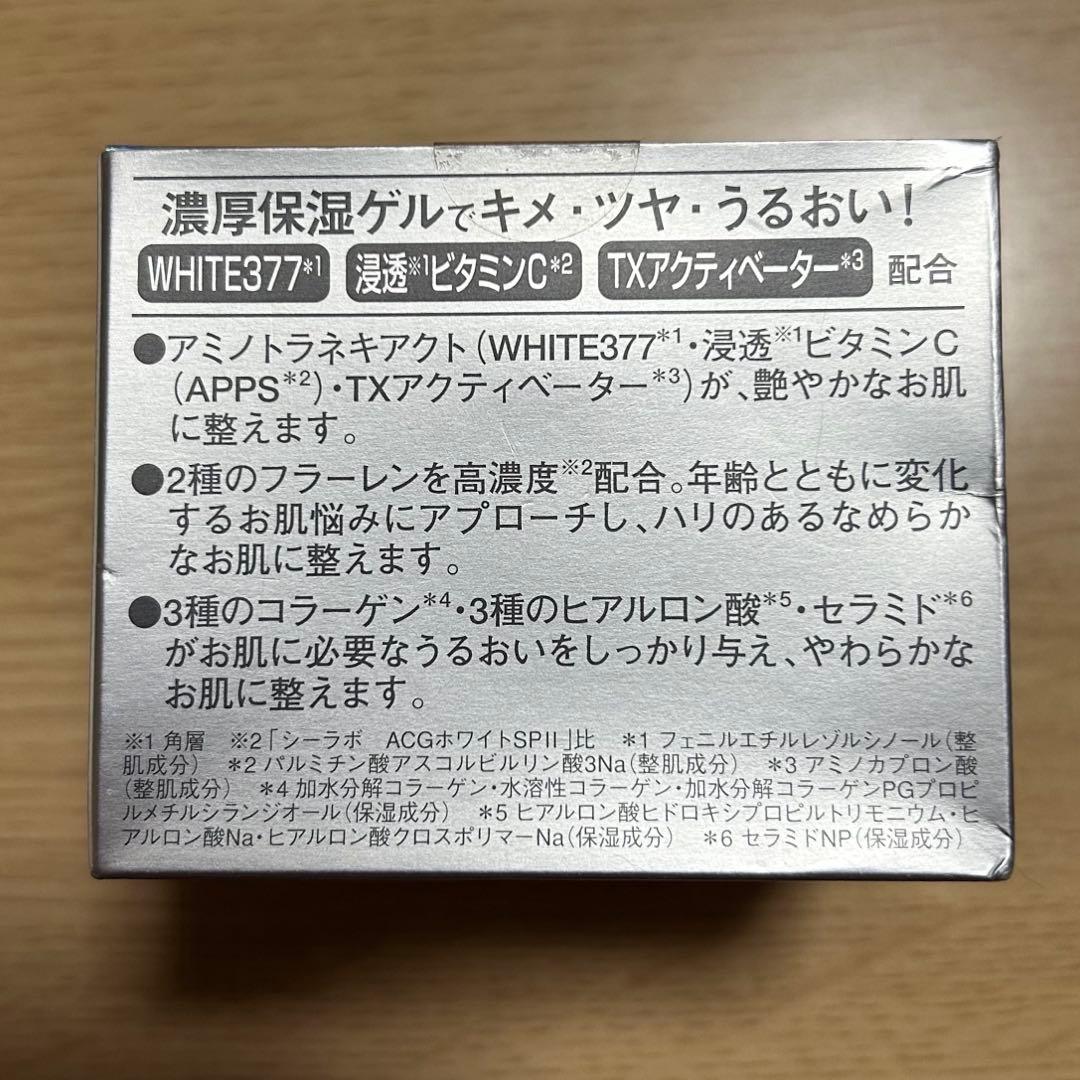 濃厚保湿ゲルでキメ・ツヤ・うるおい!
WHITE377*1 浸透※1ビタミンC*2 TXアクティベーター*3 配合
●アミノトラネキアクト(WHITE377*1・浸透※1ビタミンC
(APPS*2)・TXアクティベーター*3)が、艶やかなお肌
に整えます。
●2種のフラーレンを高濃度※2配合。年齢とともに変化
するお肌悩みにアプローチし、ハリのあるなめらか
なお肌に整えます。
●3種のコラーゲン*4・3種のヒアルロン酸*5・セラミド*6
がお肌に必要なうるおいをしっかり与え、やわらかな
お肌に整えます。
※1 角層 ※2「シーラボ ACGホワイトSPII」比 *1 フェニルエチルレゾルシノール(整
肌成分) *2 パルミチン酸アスコルビルリン酸3Na(整肌成分) *3 アミノカプロン酸
(整肌成分) *4 加水分解コラーゲン・水溶性コラーゲン・加水分解コラーゲンPGプロピ
ルメチルシランジオール(保湿成分) *5 ヒアルロン酸ヒドロキシプロピルトリモニウム・ヒ
アルロン酸Na・ヒアルロン酸クロスポリマーNa(保湿成分) *6 セラミドNP(保湿成分)